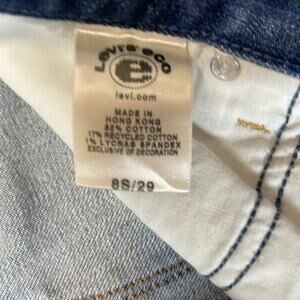 Levi's eco
e
levi.com
MADE IN
HONG KONG
82% COTTON
17% RECYCLED COTTON
1% LYCRA® SPANDEX
EXCLUSIVE OF DECORATION
8S/29